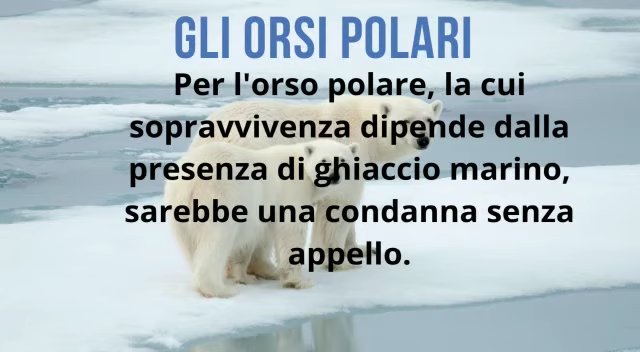 GLI ORSI POLARI
Per l'orso polare, la cui
sopravvivenza dipende dalla
presenza di ghiaccio marino,
sarebbe una condanna senza
appello.